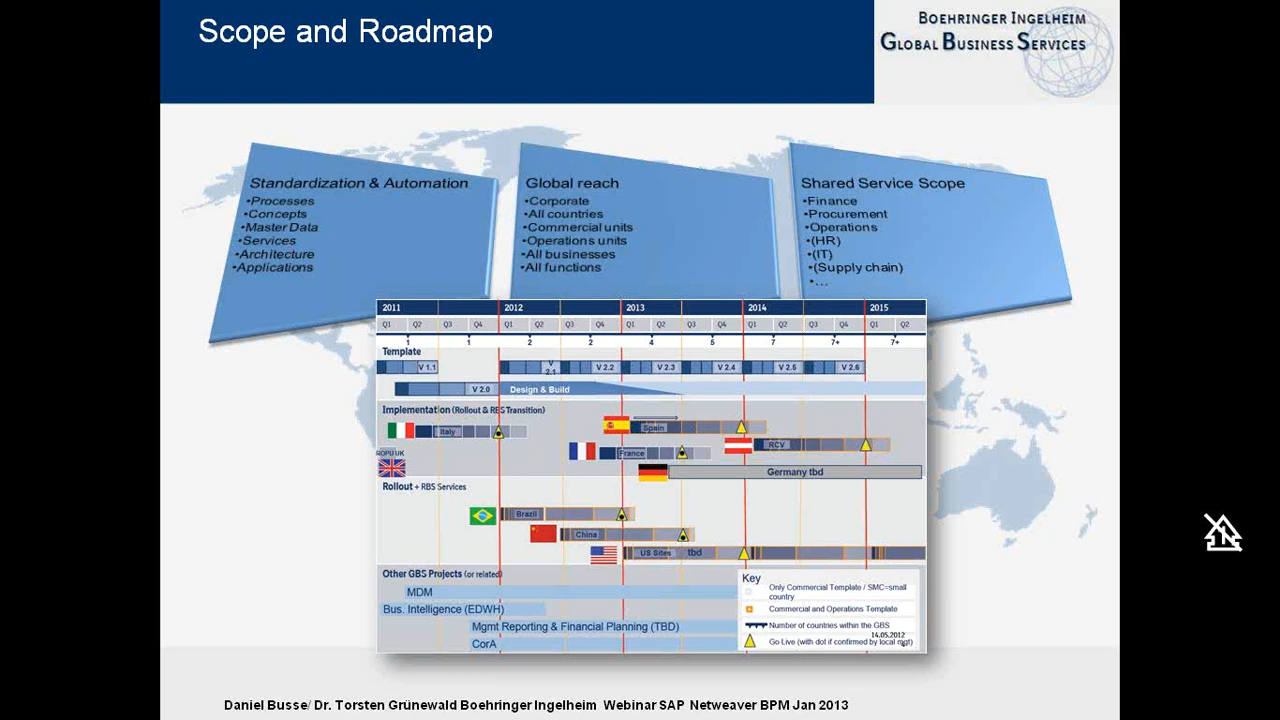 Scope and Roadmap
BOEHRINGER INGELHEIM
GLOBAL BUSINESS SERVICES
Standardization & Automation
•Processes
•Concepts
•Master Data
•Services
•Architecture
•Applications
Global reach
•Corporate
•All countries
•Commercial units
•Operations units
•All businesses
•All functions
Shared Service Scope
•Finance
•Procurement
•Operations
•(HR)
•(IT)
•(Supply chain)
•...
2011 2012 2013 2014 2015
Q1 Q2 Q3 Q4 Q1 Q2 Q3 Q4 Q1 Q2 Q3 Q4 Q1 Q2 Q3 Q4 Q1 Q2
1 1 2 2 4 5 7 7+ 7+
Template
V 1.1 V 2.1 V 2.2 V 2.3 V 2.4 V 2.5 V 2.6
V 2.0 Design & Build
Implementation (Rollout & RBS Transition)
Italy Spain
RCV
France
ROPU UK
Germany tbd
Rollout + RBS Services
Brazil
China
US Sites tbd
Other GBS Projects (or related)
MDM
Bus. Intelligence (EDWH)
Mgmt Reporting & Financial Planning (TBD)
CorA
Key
Only Commercial Template / SMC=small
country
Commercial and Operations Template
Number of countries within the GBS
14.05.2012
Go Live (with dot if confirmed by local mgt)
Daniel Busse/ Dr. Torsten Grünewald Boehringer Ingelheim Webinar SAP Netweaver BPM Jan 2013